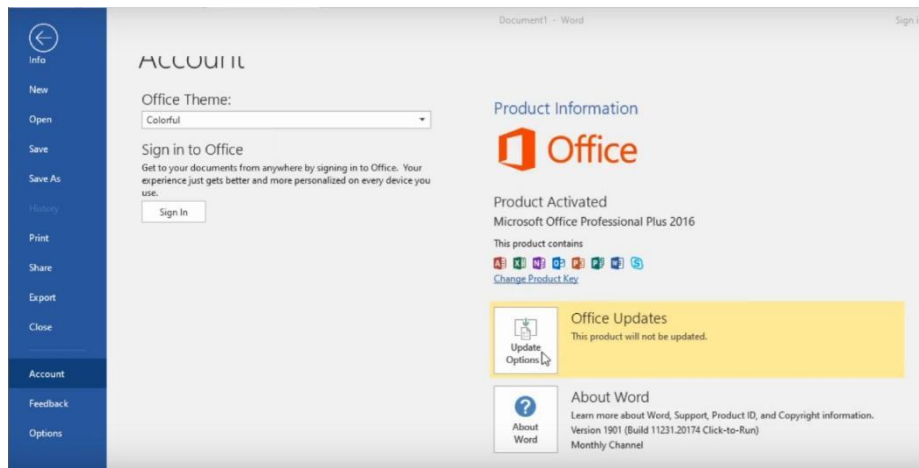 Document1 - Word
Sign i
Info
New
Open
Save
Save As
History
Print
Share
Export
Close
Account
Feedback
Options
Account
Office Theme:
Colorful
Sign in to Office
Get to your documents from anywhere by signing in to Office. Your
experience just gets better and more personalized on every device you
use.
Sign In
Product Information
Office
Product Activated
Microsoft Office Professional Plus 2016
This product contains
Change Product Key
Update
Options
Office Updates
This product will not be updated.
About
Word
About Word
Learn more about Word, Support, Product ID, and Copyright information.
Version 1901 (Build 11231.20174 Click-to-Run)
Monthly Channel